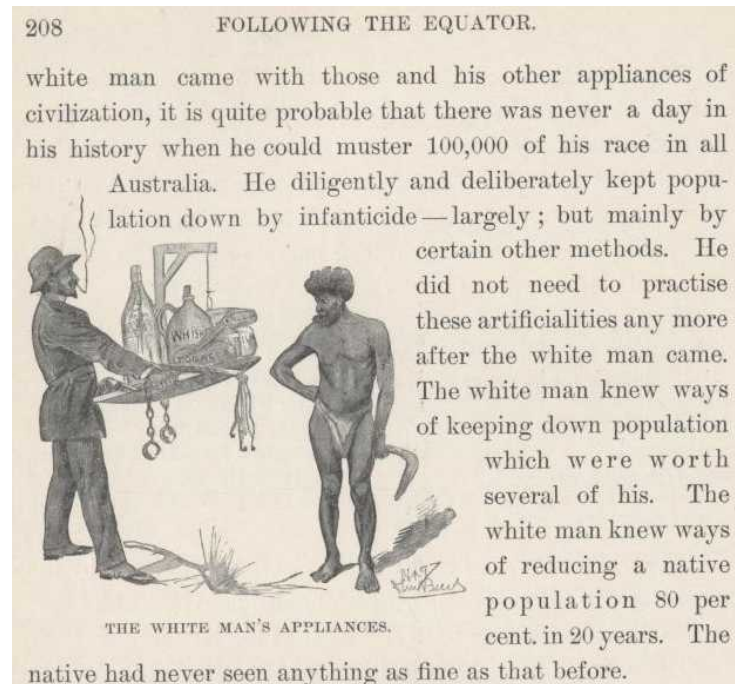 208 FOLLOWING THE EQUATOR.
white man came with those and his other appliances of
civilization, it is quite probable that there was never a day in
his history when he could muster 100,000 of his race in all
Australia. He diligently and deliberately kept popu-
lation down by infanticide — largely; but mainly by
certain other methods. He
did not need to practise
these artificialities any more
after the white man came.
The white man knew ways
of keeping down population
which were worth
several of his. The
white man knew ways
of reducing a native
population 80 per
cent. in 20 years. The
native had never seen anything as fine as that before.
THE WHITE MAN'S APPLIANCES.